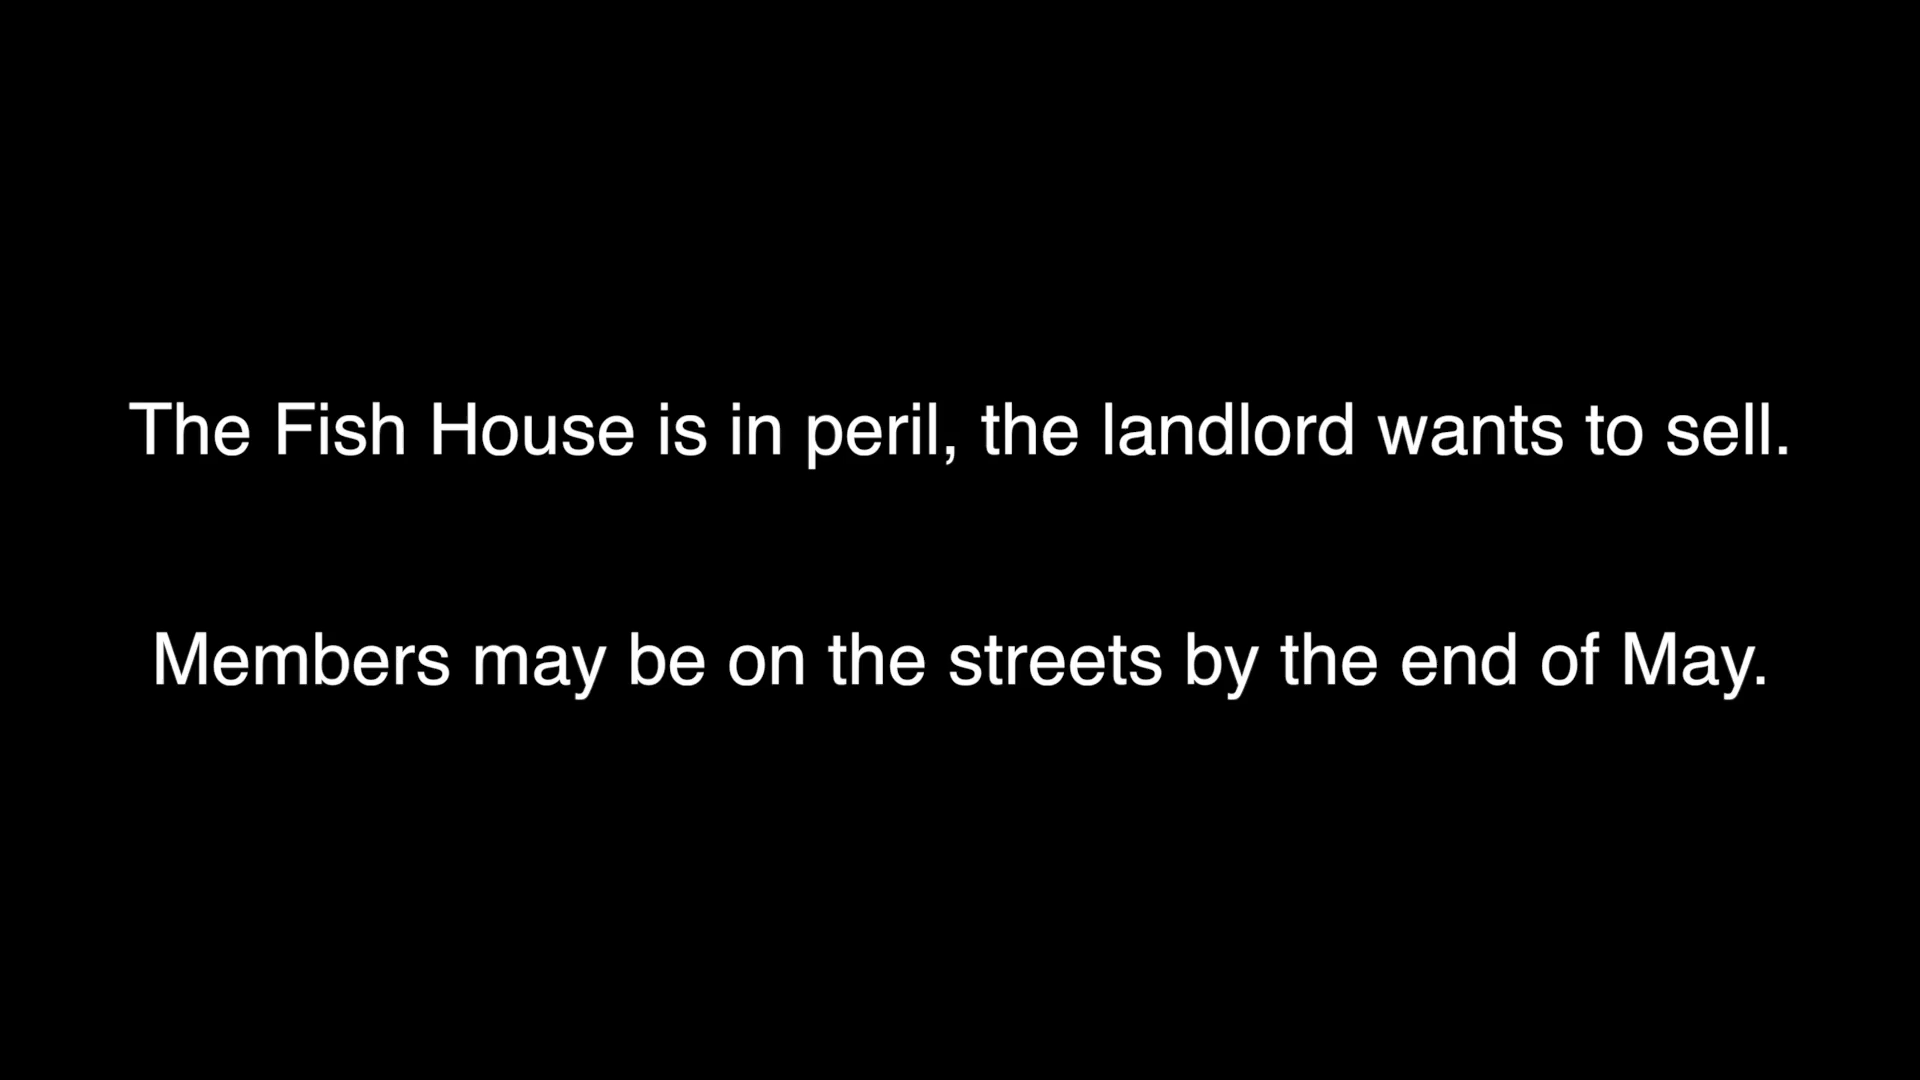 The Fish House is in peril, the landlord wants to sell.
Members may be on the streets by the end of May.